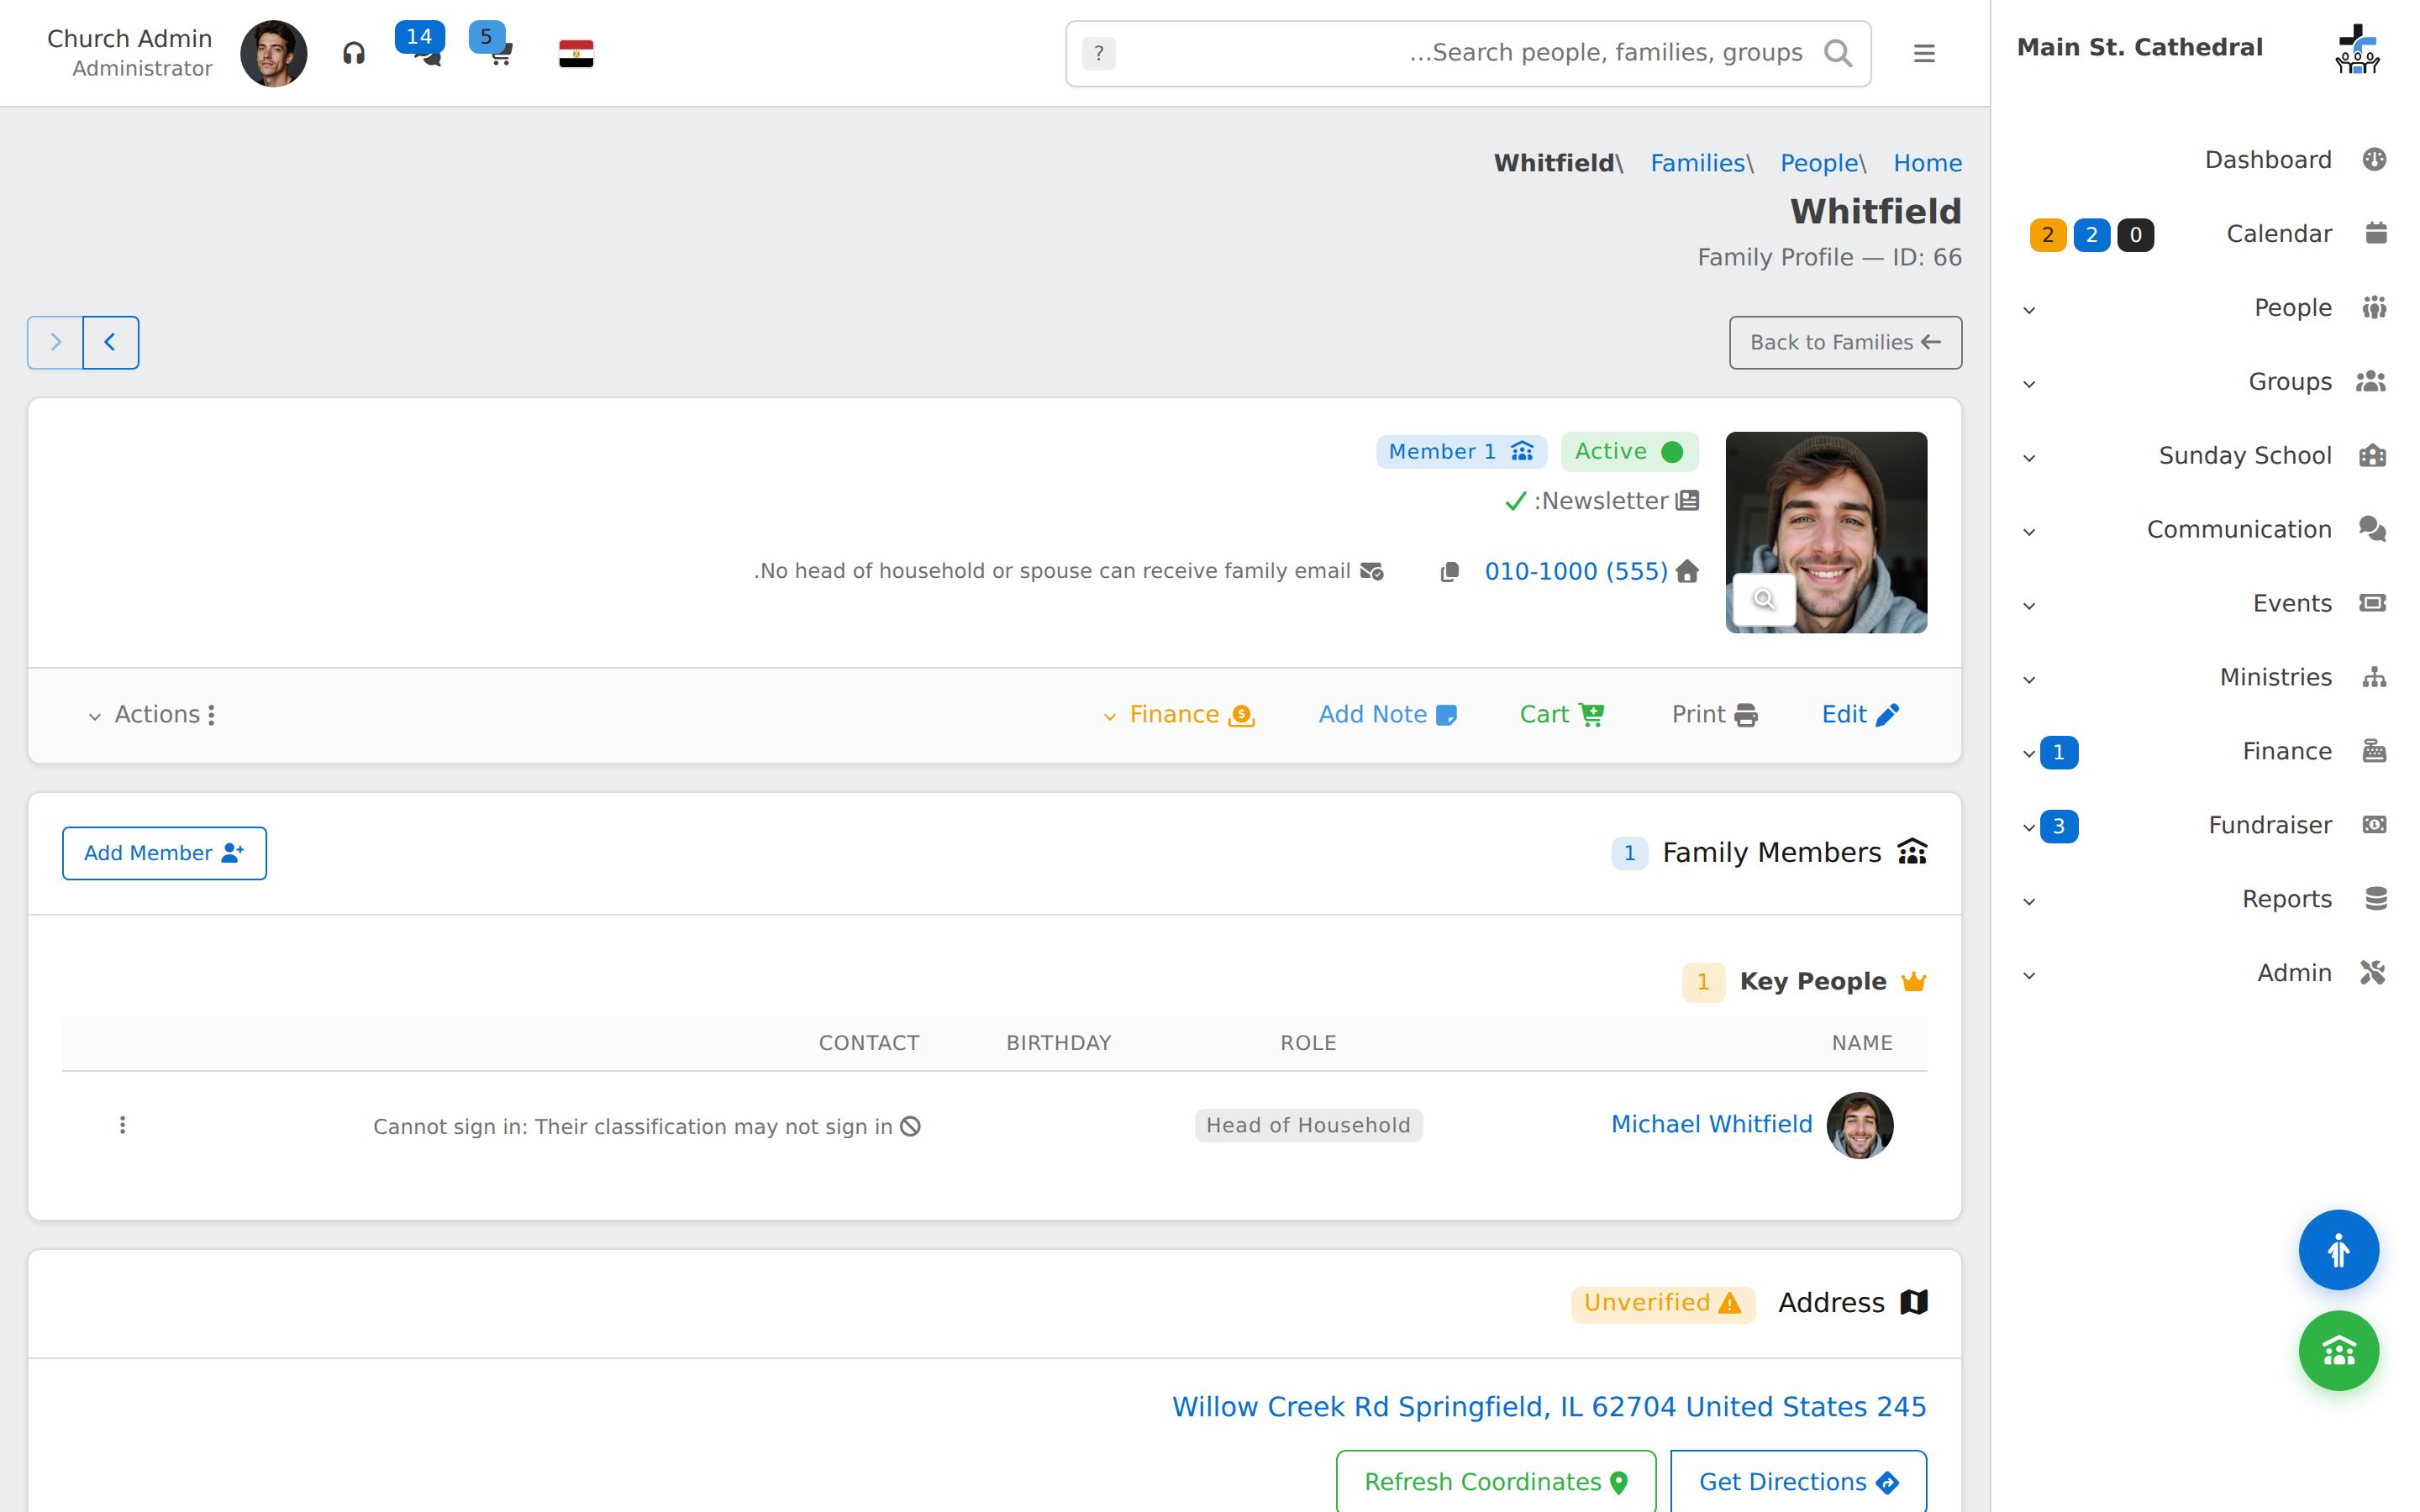 Main St. Cathedral
Dashboard
Calendar 0 2 2
People
Groups
Sunday School
Communication
Events
Ministries
Finance 1
Fundraiser 3
Reports
Admin
...Search people, families, groups ?
5
14
Church Admin
Administrator
Home \ People \ Families \ Whitfield
Whitfield
Family Profile — ID: 66
Back to Families
Active Member 1
:Newsletter
010-1000 (555) .No head of household or spouse can receive family email
Edit Print Cart Add Note Finance Actions
Family Members 1 Add Member
Key People 1
NAME ROLE BIRTHDAY CONTACT
Michael Whitfield Head of Household Cannot sign in: Their classification may not sign in
Address Unverified
Willow Creek Rd Springfield, IL 62704 United States 245
Get Directions Refresh Coordinates